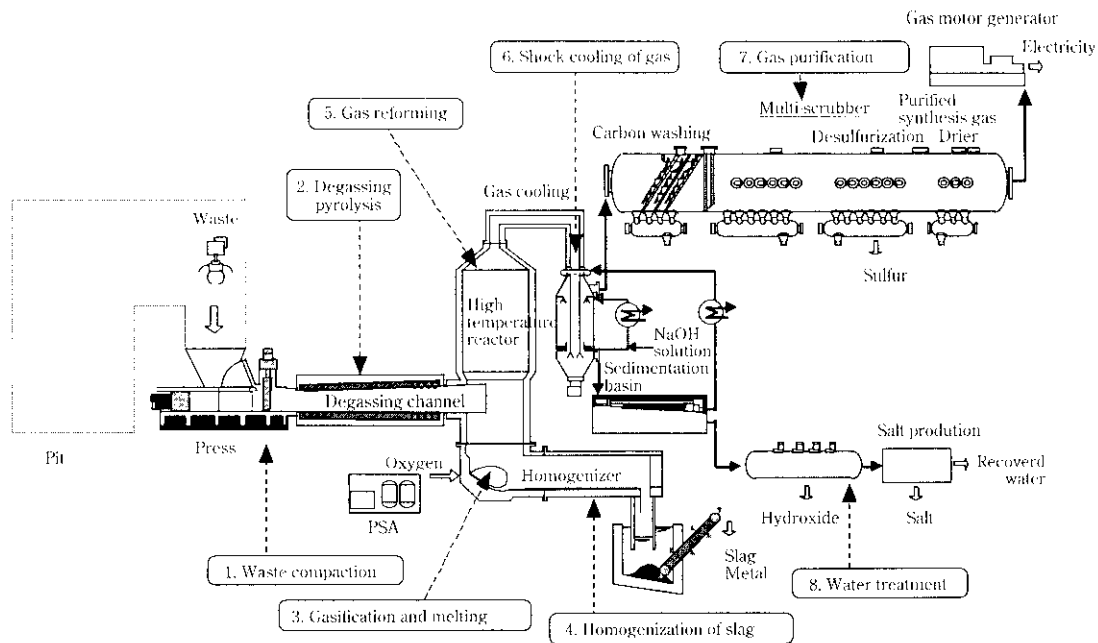 Gas motor generator
Electricity
6. Shock cooling of gas
7. Gas purification
Multi-scrubber
Purified
synthesis gas
Desulfurization
Drier
5. Gas reforming
Carbon washing
2. Degassing
pyrolysis
Gas cooling
Waste
Sulfur
High
temperature
reactor
NaOH
solution
Sedimentation
basin
Degassing channel
Pit
Press
Oxygen
PSA
Homogenizer
Salt prodution
Recoverd
water
Hydroxide
Salt
Slag
Metal
1. Waste compaction
3. Gasification and melting
4. Homogenization of slag
8. Water treatment